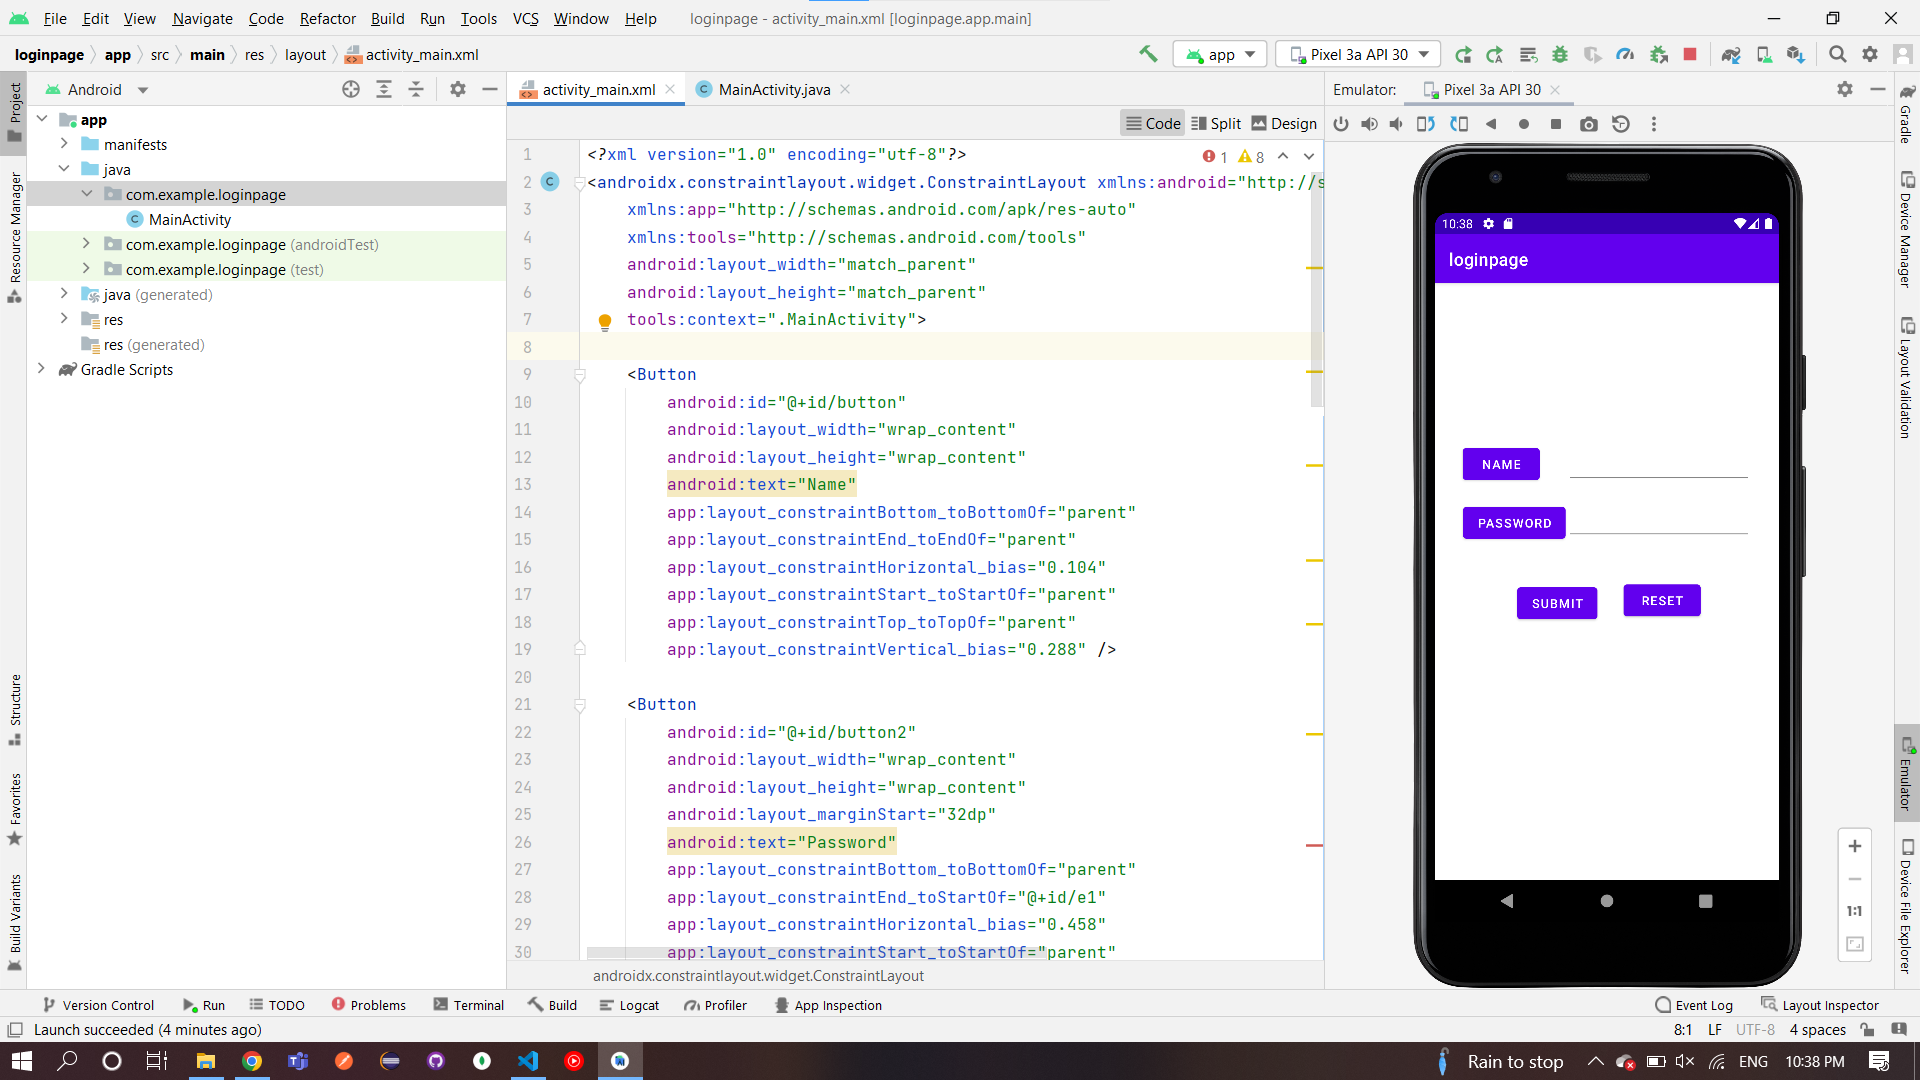 File Edit View Navigate Code Refactor Build Run Tools VCS Window Help loginpage - activity_main.xml [loginpage.app.main]
loginpage app src main res layout activity_main.xml app Pixel 3a API 30
Android activity_main.xml MainActivity.java Emulator: Pixel 3a API 30
Code Split Design
Project
Resource Manager
Structure
Favorites
Build Variants
app
manifests
java
com.example.loginpage
MainActivity
com.example.loginpage (androidTest)
com.example.loginpage (test)
java (generated)
res
res (generated)
Gradle Scripts
1 8
1 <?xml version="1.0" encoding="utf-8"?>
2 <androidx.constraintlayout.widget.ConstraintLayout xmlns:android="http://s
3 xmlns:app="http://schemas.android.com/apk/res-auto"
4 xmlns:tools="http://schemas.android.com/tools"
5 android:layout_width="match_parent"
6 android:layout_height="match_parent"
7 tools:context=".MainActivity">
8
9 <Button
10 android:id="@+id/button"
11 android:layout_width="wrap_content"
12 android:layout_height="wrap_content"
13 android:text="Name"
14 app:layout_constraintBottom_toBottomOf="parent"
15 app:layout_constraintEnd_toEndOf="parent"
16 app:layout_constraintHorizontal_bias="0.104"
17 app:layout_constraintStart_toStartOf="parent"
18 app:layout_constraintTop_toTopOf="parent"
19 app:layout_constraintVertical_bias="0.288" />
20
21 <Button
22 android:id="@+id/button2"
23 android:layout_width="wrap_content"
24 android:layout_height="wrap_content"
25 android:layout_marginStart="32dp"
26 android:text="Password"
27 app:layout_constraintBottom_toBottomOf="parent"
28 app:layout_constraintEnd_toStartOf="@+id/e1"
29 app:layout_constraintHorizontal_bias="0.458"
30 app:layout_constraintStart_toStartOf="parent"
androidx.constraintlayout.widget.ConstraintLayout
10:38
loginpage
NAME
PASSWORD
SUBMIT RESET
1:1
Gradle
Device Manager
Layout Validation
Emulator
Device File Explorer
Version Control Run TODO Problems Terminal Build Logcat Profiler App Inspection Event Log Layout Inspector
Launch succeeded (4 minutes ago) 8:1 LF UTF-8 4 spaces
Rain to stop ENG 10:38 PM